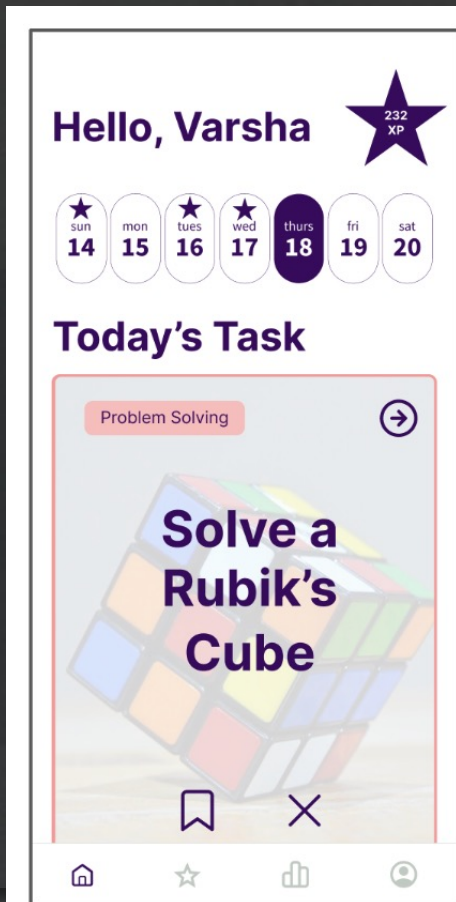 Hello, Varsha
232
XP
sun mon tues wed thurs fri sat
14 15 16 17 18 19 20
Today’s Task
Problem Solving
Solve a
Rubik’s
Cube